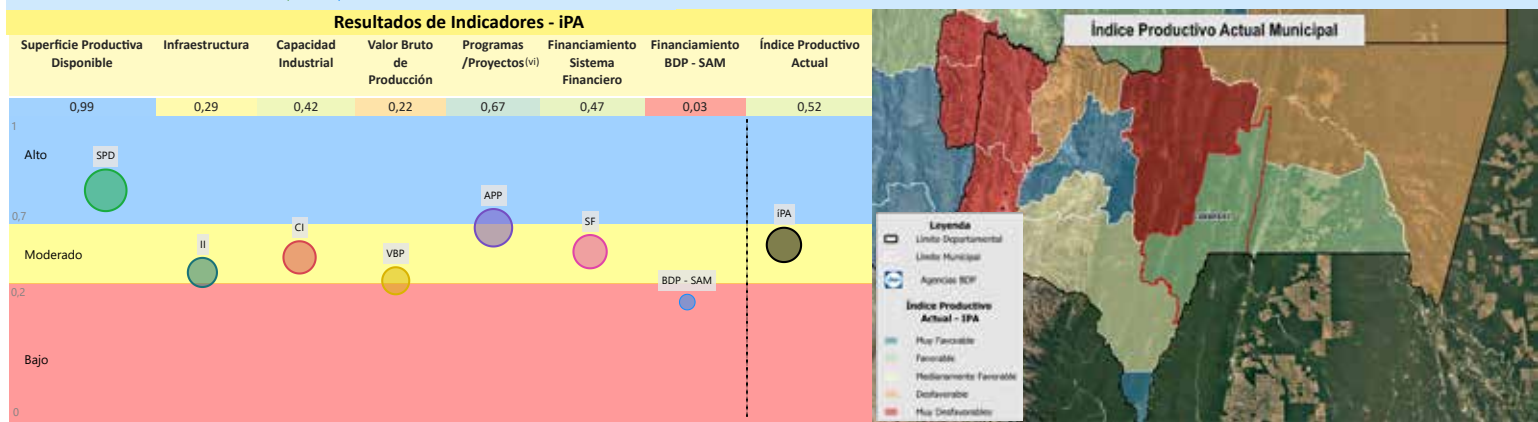 Resultados de Indicadores - iPA
Superficie Productiva
Disponible
Infraestructura
Capacidad
Industrial
Valor Bruto
de
Producción
Programas
/Proyectos(vi)
Financiamiento
Sistema
Financiero
Financiamiento
BDP - SAM
Índice Productivo
Actual
0,99
0,29
0,42
0,22
0,67
0,47
0,03
0,52
1
Alto
SPD
0,7
APP
II
CI
VBP
SF
iPA
Moderado
BDP - SAM
0,2
Bajo
0
Índice Productivo Actual Municipal
Leyenda
Límite Departamental
Límite Municipal
Agencias BDP
Índice Productivo
Actual - IPA
Muy Favorable
Favorable
Medianamente Favorable
Desfavorable
Muy Desfavorables